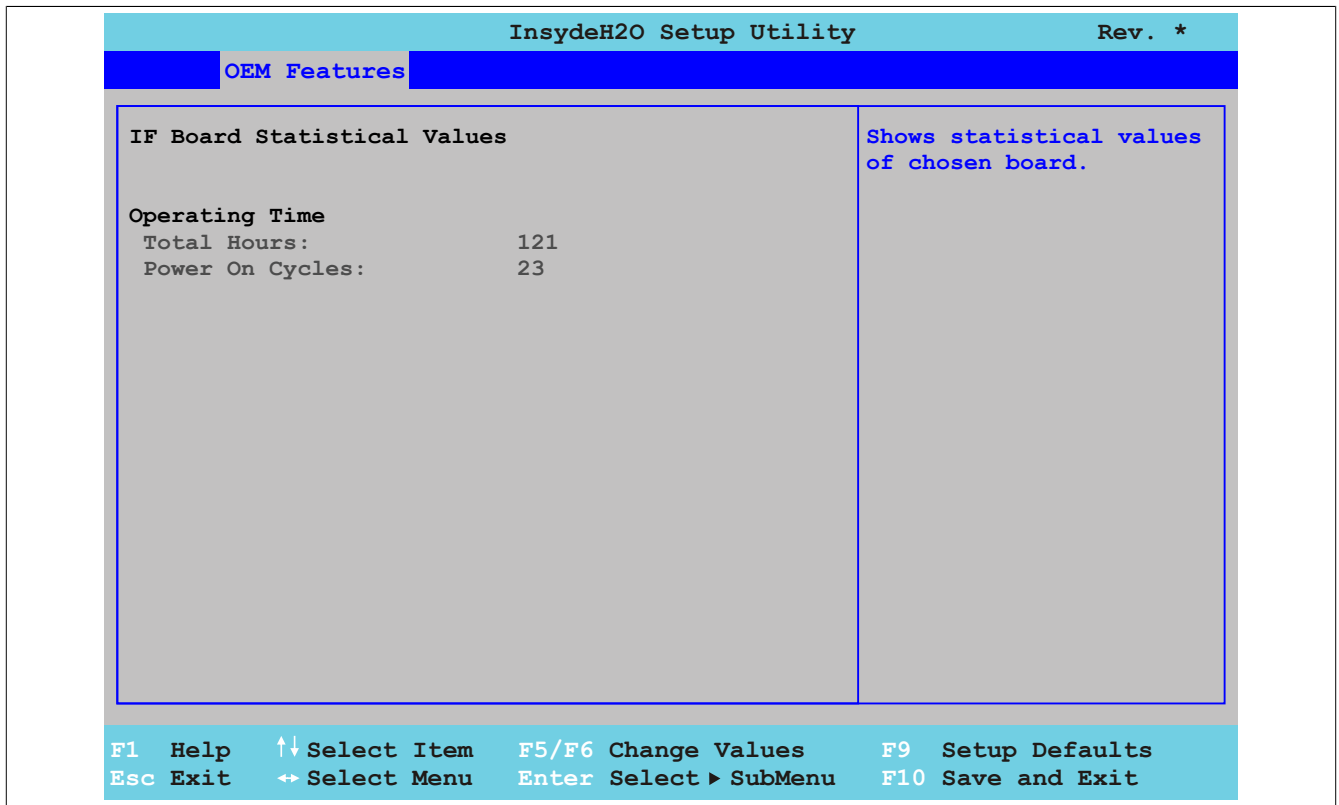 InsydeH2O Setup Utility Rev. *
OEM Features
IF Board Statistical Values
Shows statistical values
of chosen board.
Operating Time
Total Hours: 121
Power On Cycles: 23
F1 Help ↑↓ Select Item F5/F6 Change Values F9 Setup Defaults
Esc Exit ↔ Select Menu Enter Select ▶ SubMenu F10 Save and Exit